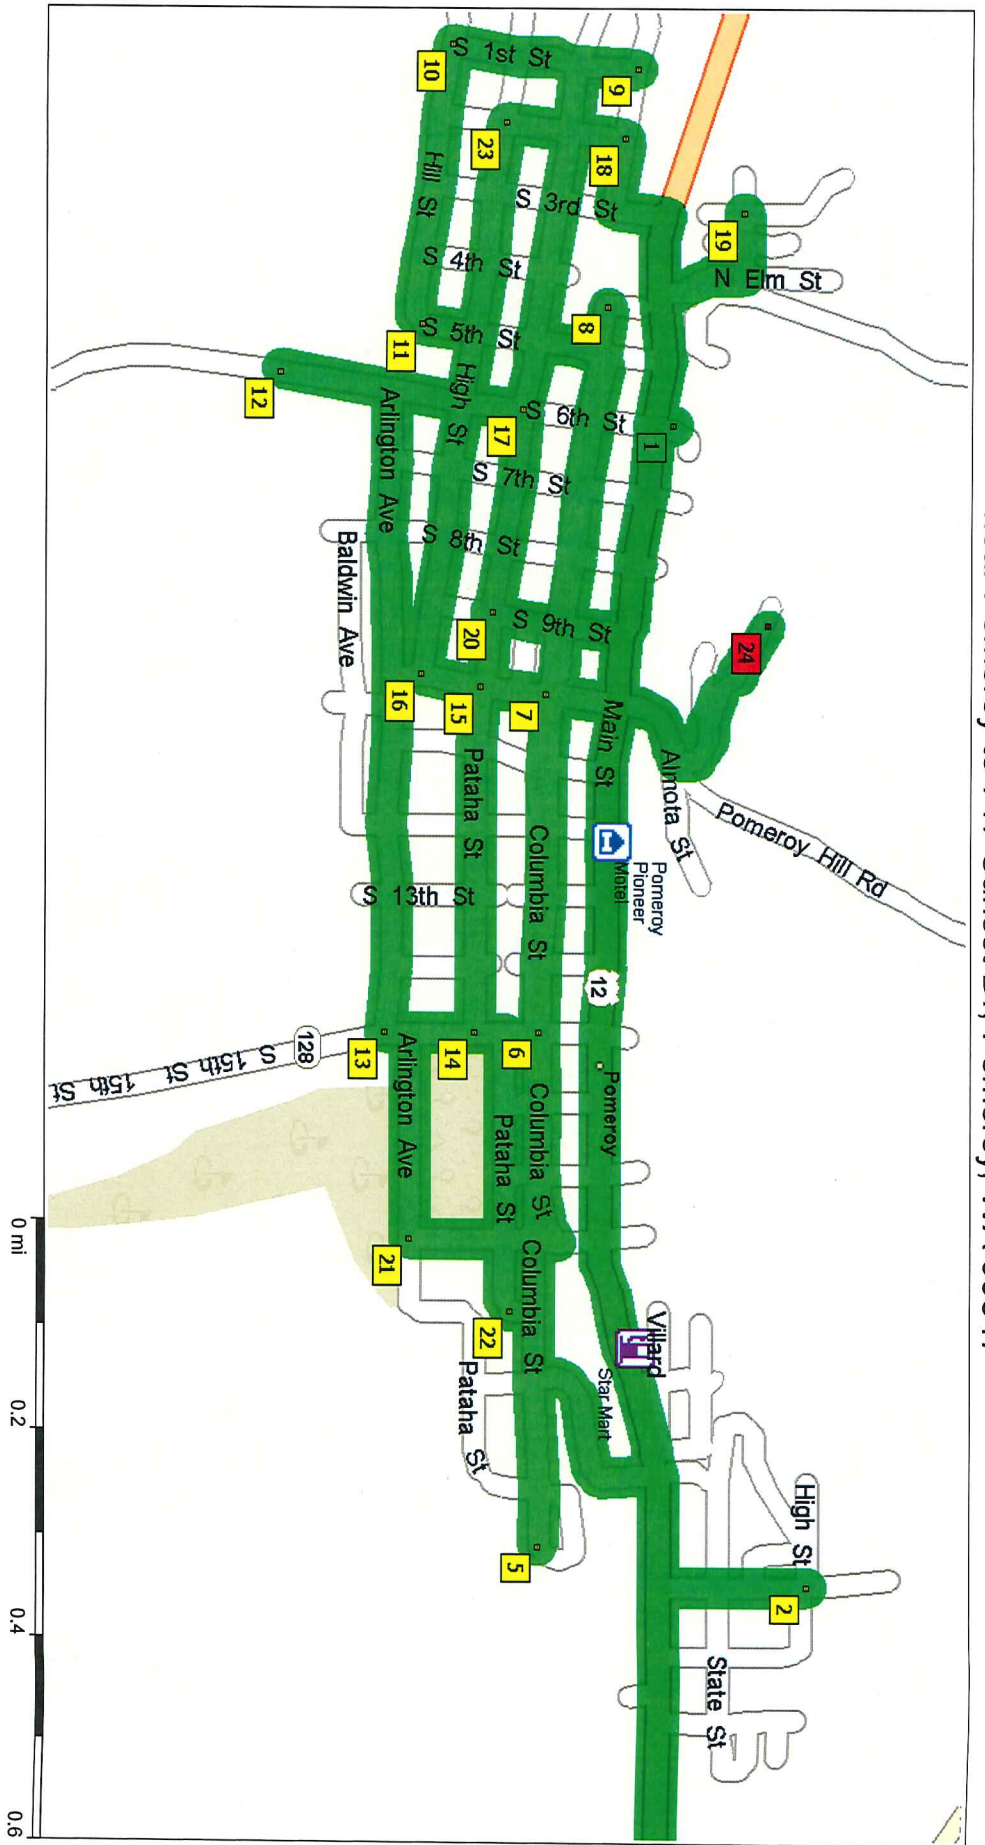 S 1st St
10
9
23
18
Hill St
S 3rd St
19
N Elm St
S 4th St
8
S 5th St
11
12
High St
Arlington Ave
17
S 6th St
1
S 7th St
S 8th St
Baldwin Ave
20
S 9th St
24
16
15
7
Main St
Almota St
Pomeroy Hill Rd
Pataha St
Columbia St
Pomeroy
Pioneer
Motel
S 13th St
12
13
14
6
128
S 15th St
15th St
Arlington Ave
Pataha St
Columbia St
Pomeroy
21
22
Columbia St
Villard
Star Mart
Pataha St
5
High St
2
State St
0 mi
0.2
0.4
0.6